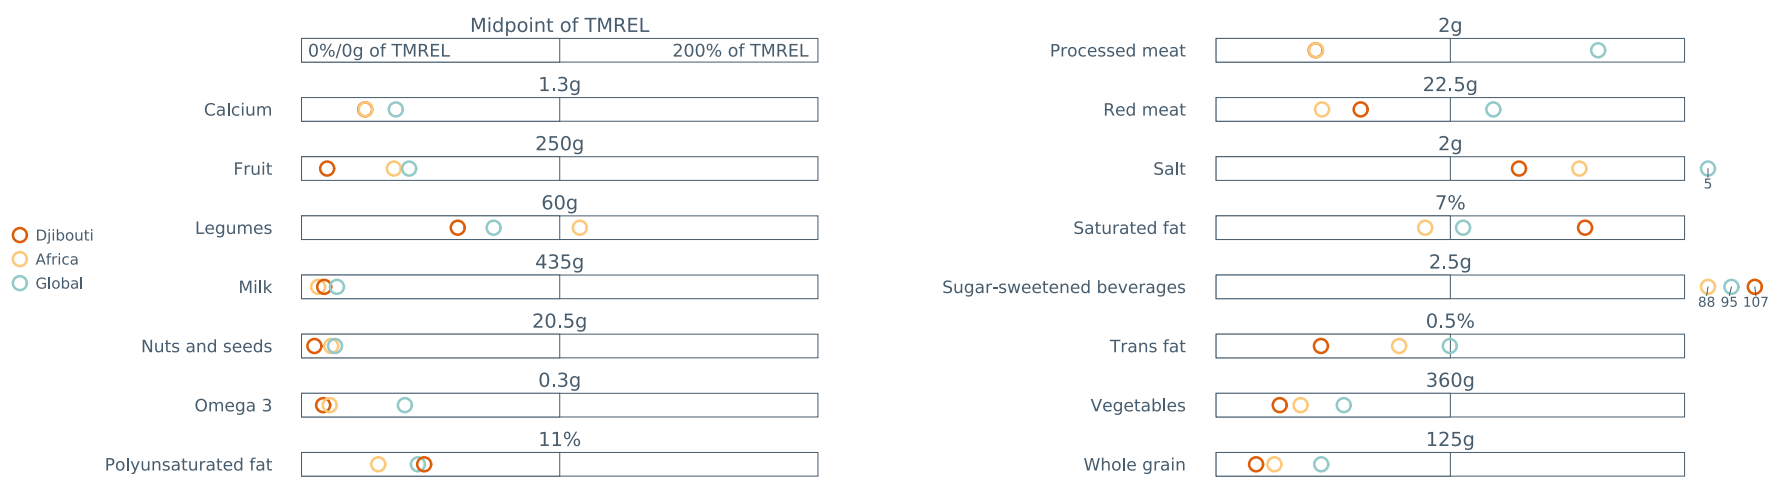 Midpoint of TMREL
0%/0g of TMREL 200% of TMREL
1.3g
Calcium
250g
Fruit
60g
Legumes
435g
Milk
20.5g
Nuts and seeds
0.3g
Omega 3
11%
Polyunsaturated fat
Djibouti
Africa
Global
2g
Processed meat
22.5g
Red meat
2g
Salt
5
7%
Saturated fat
2.5g
Sugar-sweetened beverages
88 95 107
0.5%
Trans fat
360g
Vegetables
125g
Whole grain